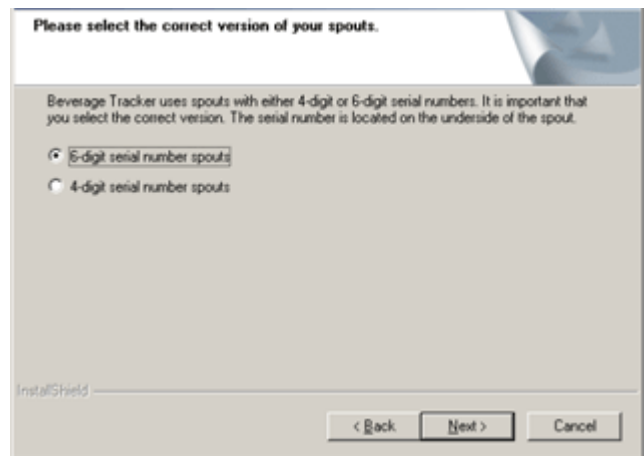 Please select the correct version of your spouts.
Beverage Tracker uses spouts with either 4-digit or 6-digit serial numbers. It is important that
you select the correct version. The serial number is located on the underside of the spout.
6-digit serial number spouts
4-digit serial number spouts
InstallShield
< Back Next > Cancel